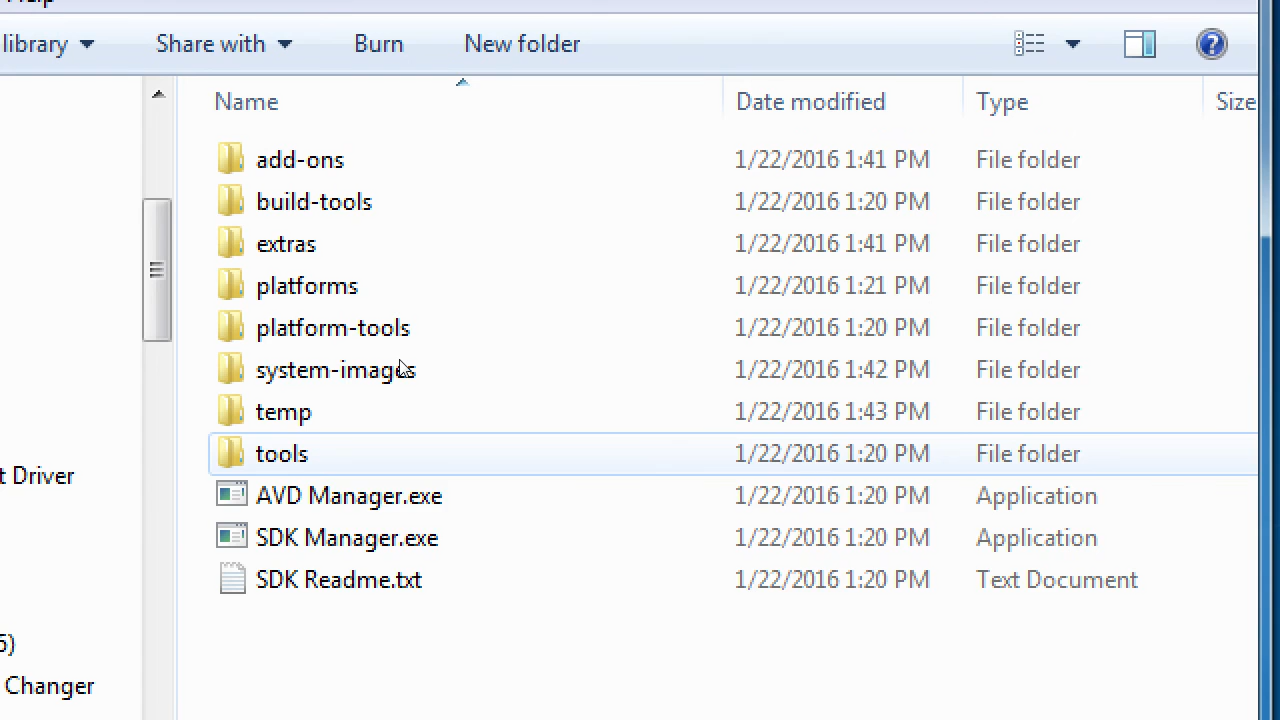 library Share with Burn New folder
Name Date modified Type Size
add-ons 1/22/2016 1:41 PM File folder
build-tools 1/22/2016 1:20 PM File folder
extras 1/22/2016 1:41 PM File folder
platforms 1/22/2016 1:21 PM File folder
platform-tools 1/22/2016 1:20 PM File folder
system-images 1/22/2016 1:42 PM File folder
temp 1/22/2016 1:43 PM File folder
tools 1/22/2016 1:20 PM File folder
t Driver
AVD Manager.exe 1/22/2016 1:20 PM Application
SDK Manager.exe 1/22/2016 1:20 PM Application
SDK Readme.txt 1/22/2016 1:20 PM Text Document
Changer